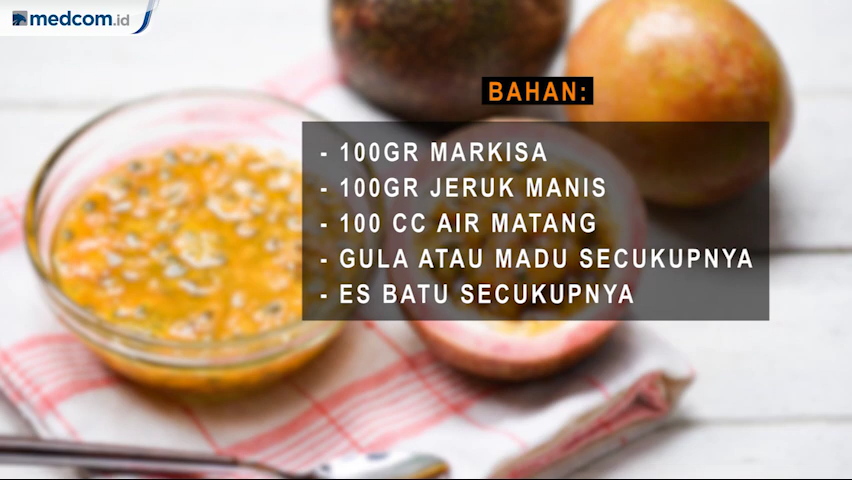 medcom.id
BAHAN:
- 100GR MARKISA
- 100GR JERUK MANIS
- 100 CC AIR MATANG
- GULA ATAU MADU SECUKUPNYA
- ES BATU SECUKUPNYA